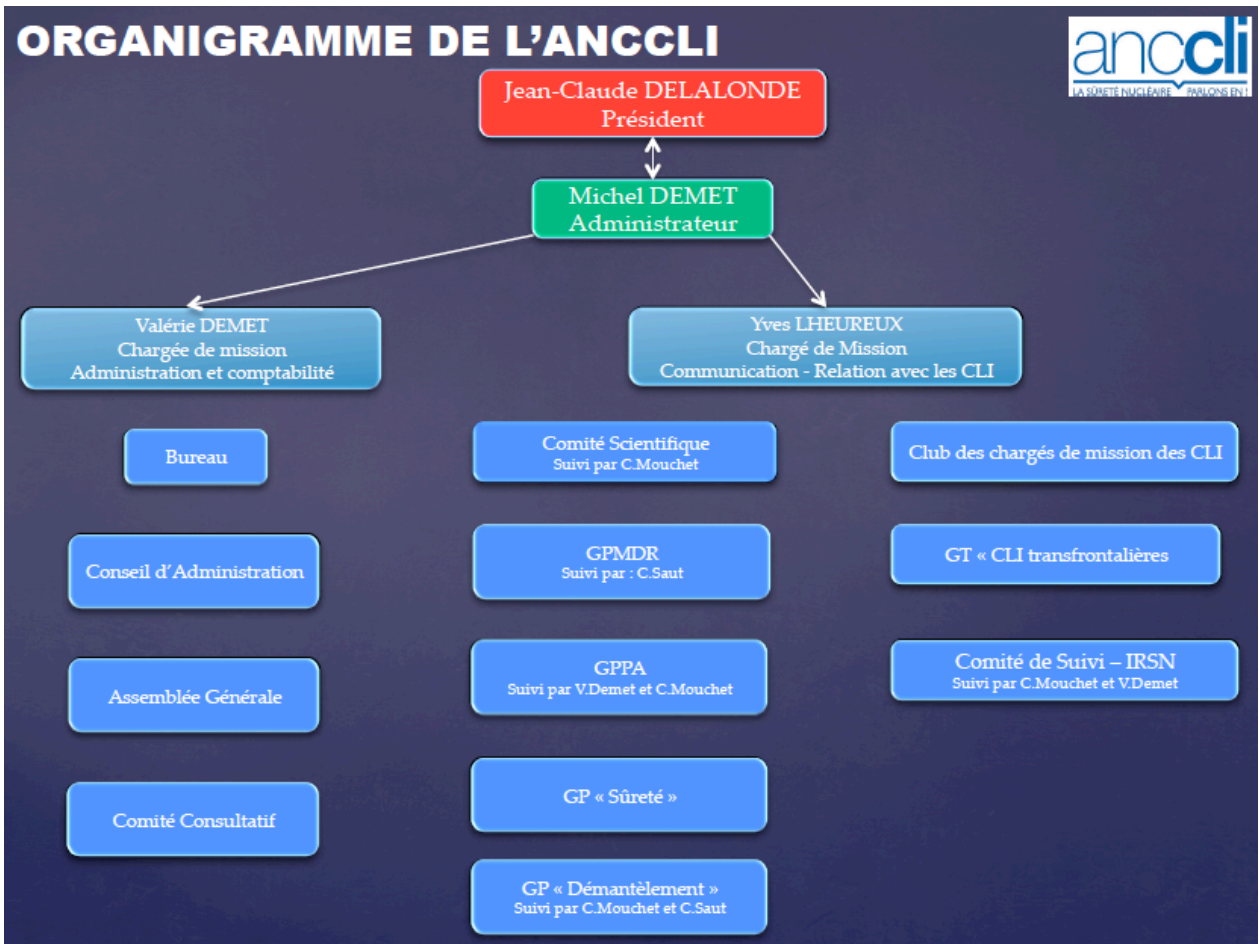 ORGANIGRAMME DE L'ANCCLI
anccli
LA SÛRETÉ NUCLÉAIRE PARLONS EN !
Jean-Claude DELALONDE
Président
Michel DEMET
Administrateur
Valérie DEMET
Chargée de mission
Administration et comptabilité
Yves LHEUREUX
Chargé de Mission
Communication - Relation avec les CLI
Bureau
Conseil d'Administration
Assemblée Générale
Comité Consultatif
Comité Scientifique
Suivi par C.Mouchet
GPMDR
Suivi par : C.Saut
GPPA
Suivi par V.Demet et C.Mouchet
GP « Sûreté »
GP « Démantèlement »
Suivi par C.Mouchet et C.Saut
Club des chargés de mission des CLI
GT « CLI transfrontalières
Comité de Suivi – IRSN
Suivi par C.Mouchet et V.Demet